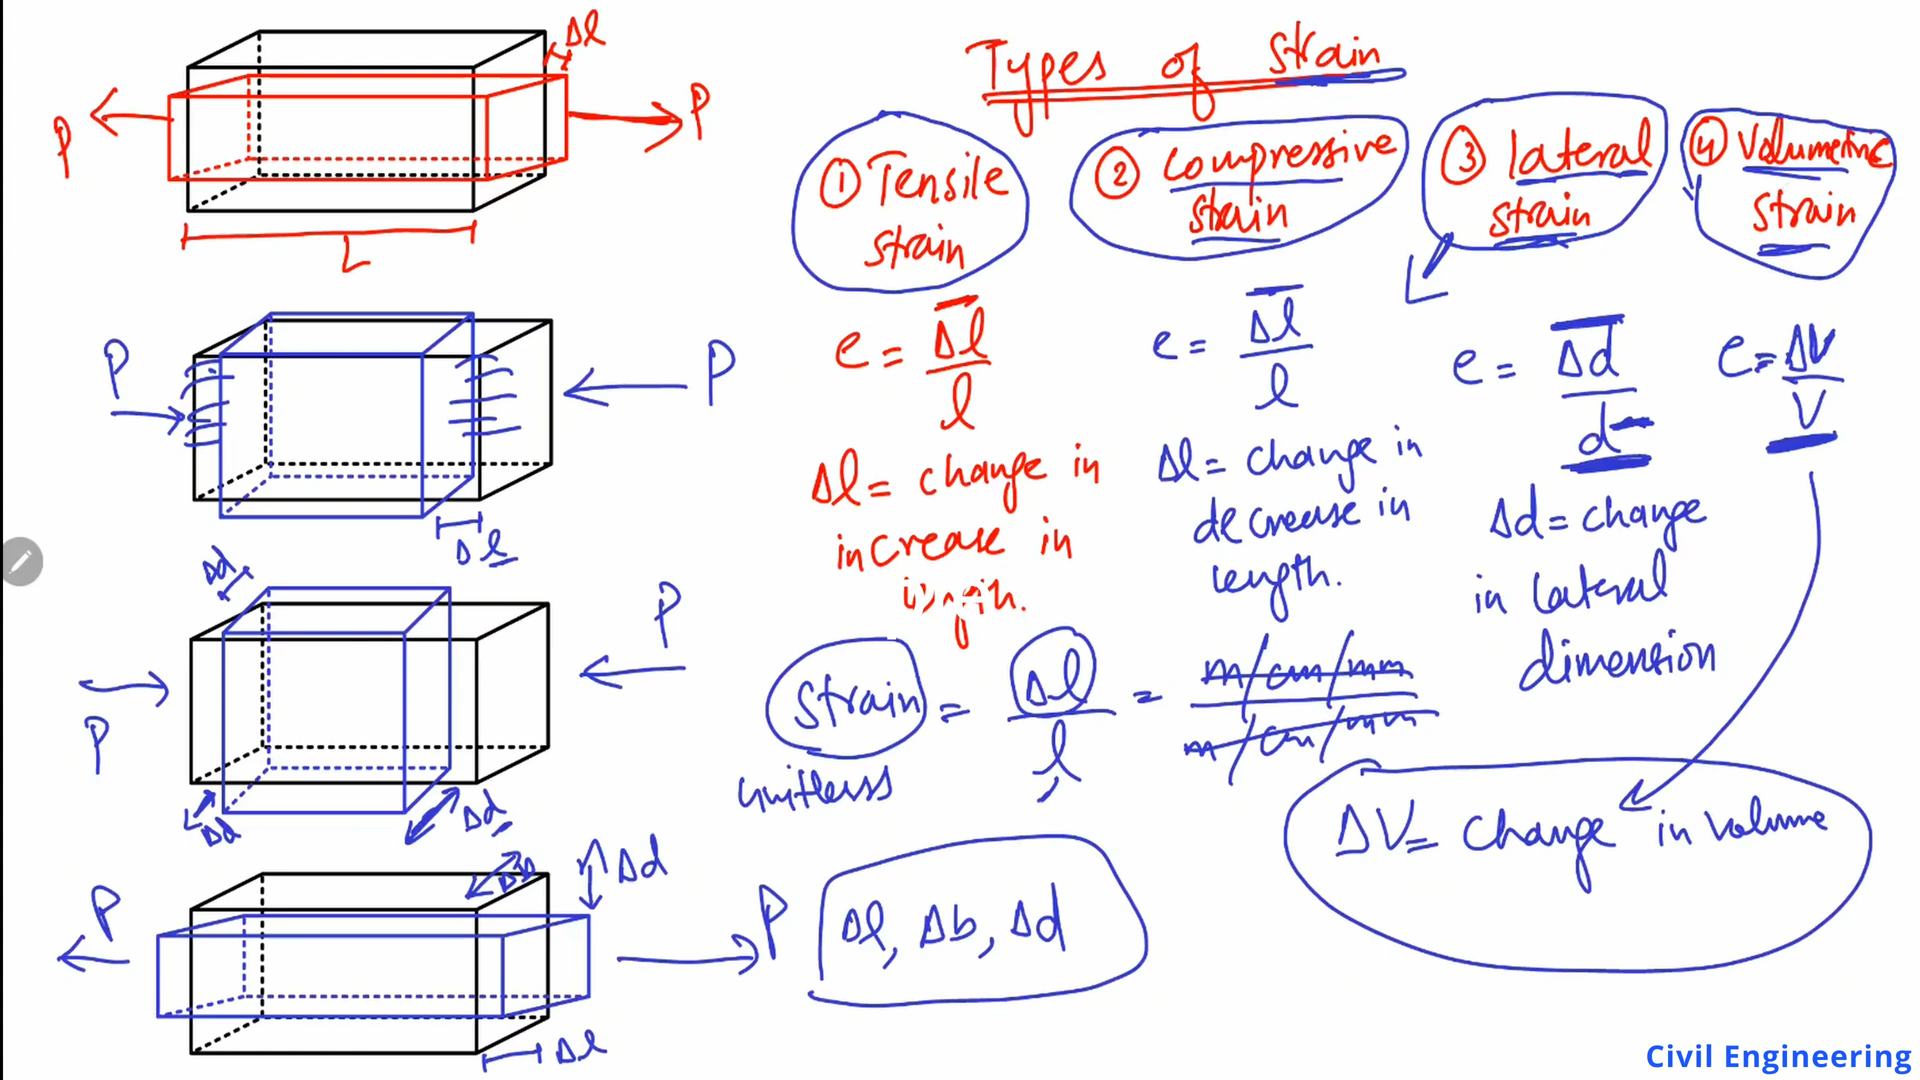 Types of Strain
① Tensile
strain
② compressive
strain
③ lateral
strain
④ Volumetric
strain
Δl
P
P
L
e = Δl
l
Δl = change in
increase in
e = Δl
l
Δl = change in
decrease in
length.
e = Δd
d
Δd = change
in lateral
dimension
e = ΔV
V
P
P
Δl
Δd
P
P
Δd
Δd
strain = Δl = m/cm/mm
l m/cm/mm
unitless
ΔV = change in volume
Δd
P
P
Δl
Δl, Δb, Δd
Civil Engineering